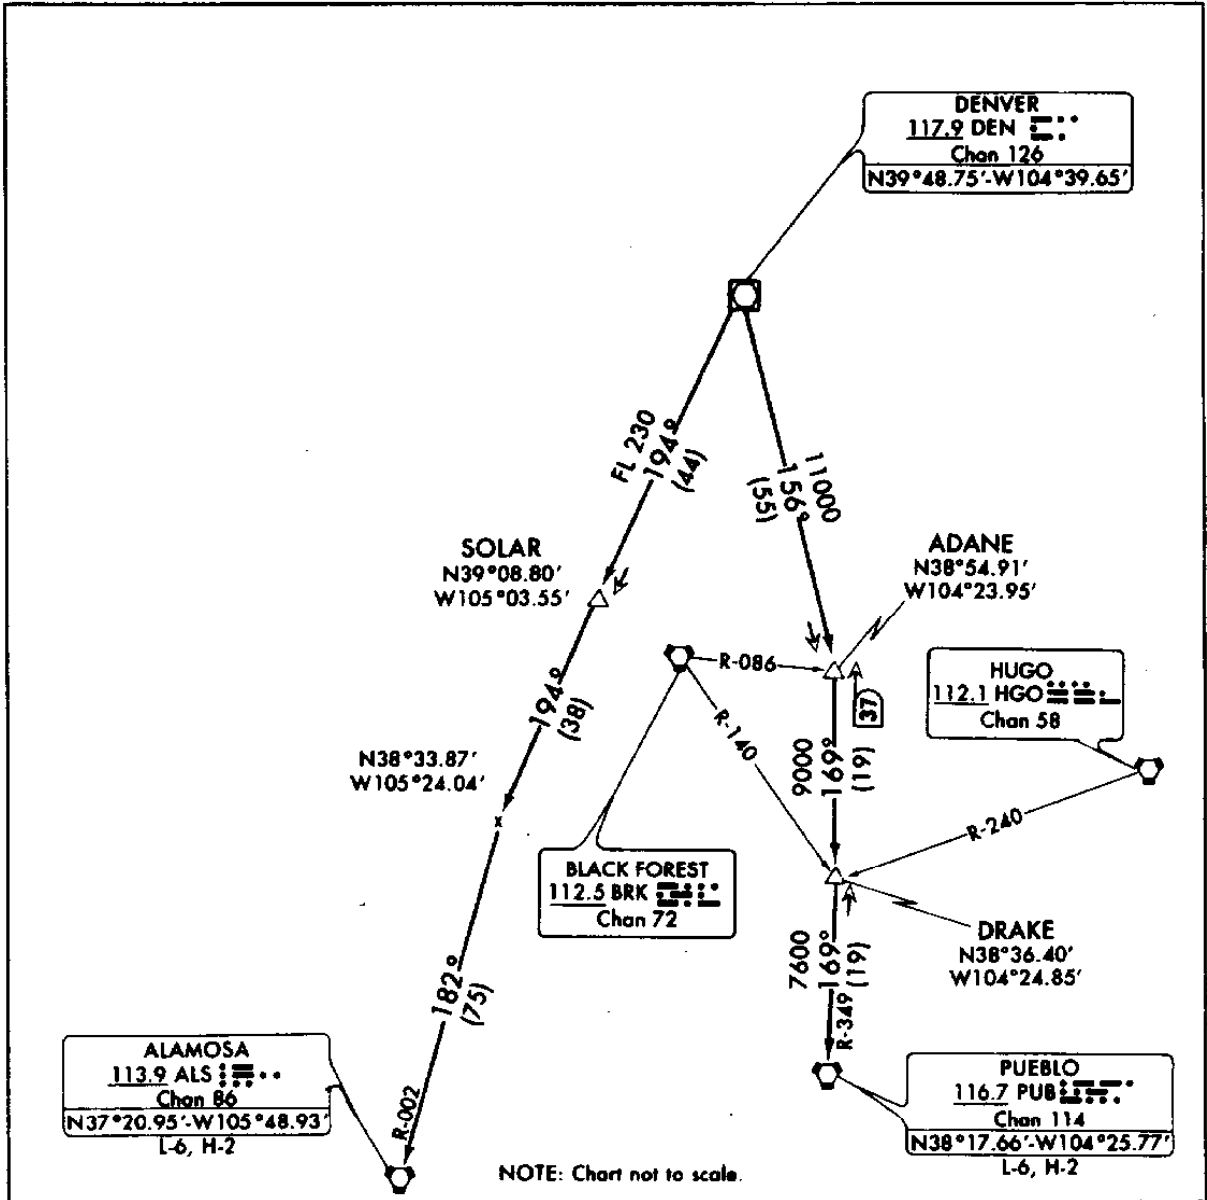 DENVER
117.9 DEN
Chan 126
N39°48.75'-W104°39.65'
FL 230
194°
(44)
11000
156°
(55)
SOLAR
N39°08.80'
W105°03.55'
ADANE
N38°54.91'
W104°23.95'
R-086
HUGO
112.1 HGO
Chan 58
37
194°
(38)
R-140
9000
169°
(19)
N38°33.87'
W105°24.04'
R-240
BLACK FOREST
112.5 BRK
Chan 72
DRAKE
N38°36.40'
W104°24.85'
7600
169°
(19)
R-349
182°
(75)
ALAMOSA
113.9 ALS
Chan 86
N37°20.95'-W105°48.93'
L-6, H-2
R-002
PUEBLO
116.7 PUB
Chan 114
N38°17.66'-W104°25.77'
L-6, H-2
NOTE: Chart not to scale.